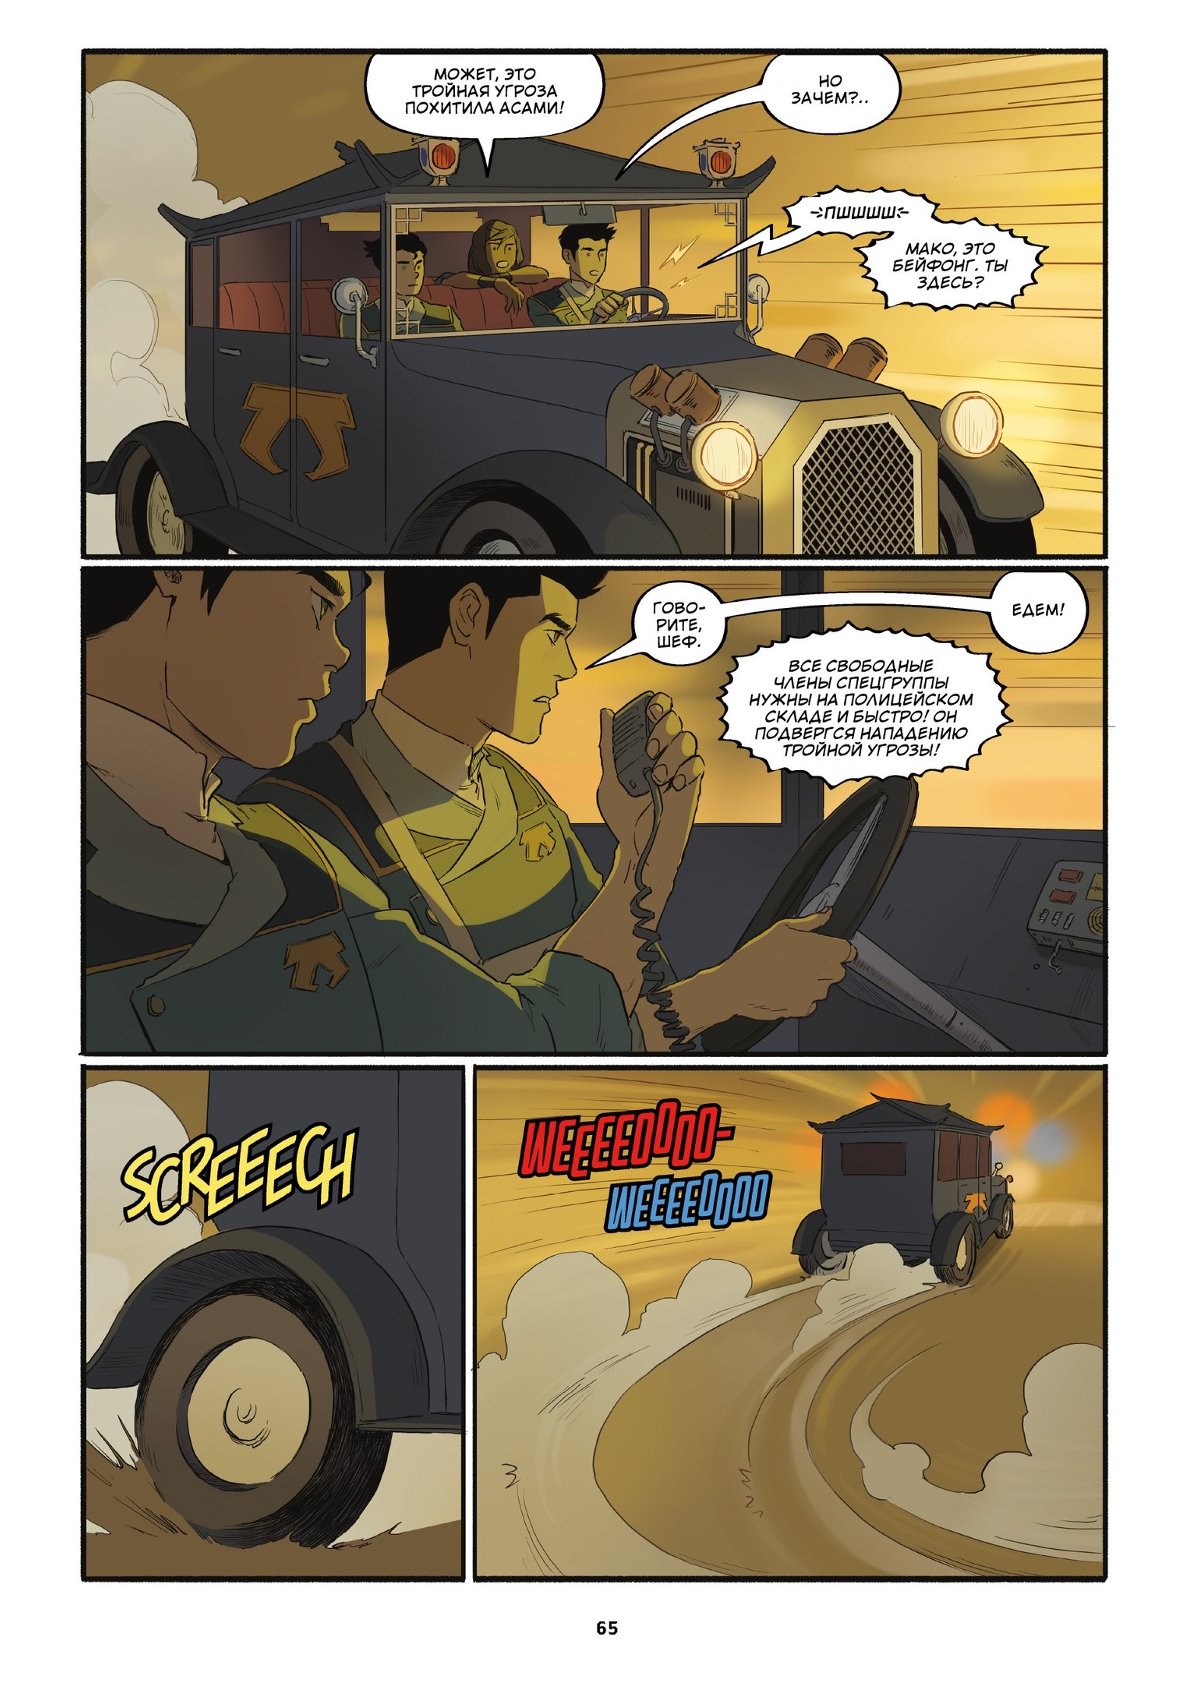 МОЖЕТ, ЭТО
ТРОЙНАЯ УГРОЗА
ПОХИТИЛА АСАМИ!
НО
ЗАЧЕМ?..
ПШШШШ
МАКО, ЭТО
БЕЙФОНГ. ТЫ
ЗДЕСЬ?
ГОВО-
РИТЕ,
ШЕФ.
ЕДЕМ!
ВСЕ СВОБОДНЫЕ
ЧЛЕНЫ СПЕЦГРУППЫ
НУЖНЫ НА ПОЛИЦЕЙСКОМ
СКЛАДЕ И БЫСТРО! ОН
ПОДВЕРГСЯ НАПАДЕНИЮ
ТРОЙНОЙ УГРОЗЫ!
SCREEECH
WEEEEOOOO-
WEEEEOOOO
65